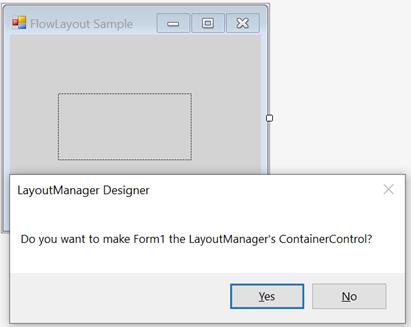 FlowLayout Sample
LayoutManager Designer
Do you want to make Form1 the LayoutManager's ContainerControl?
Yes
No